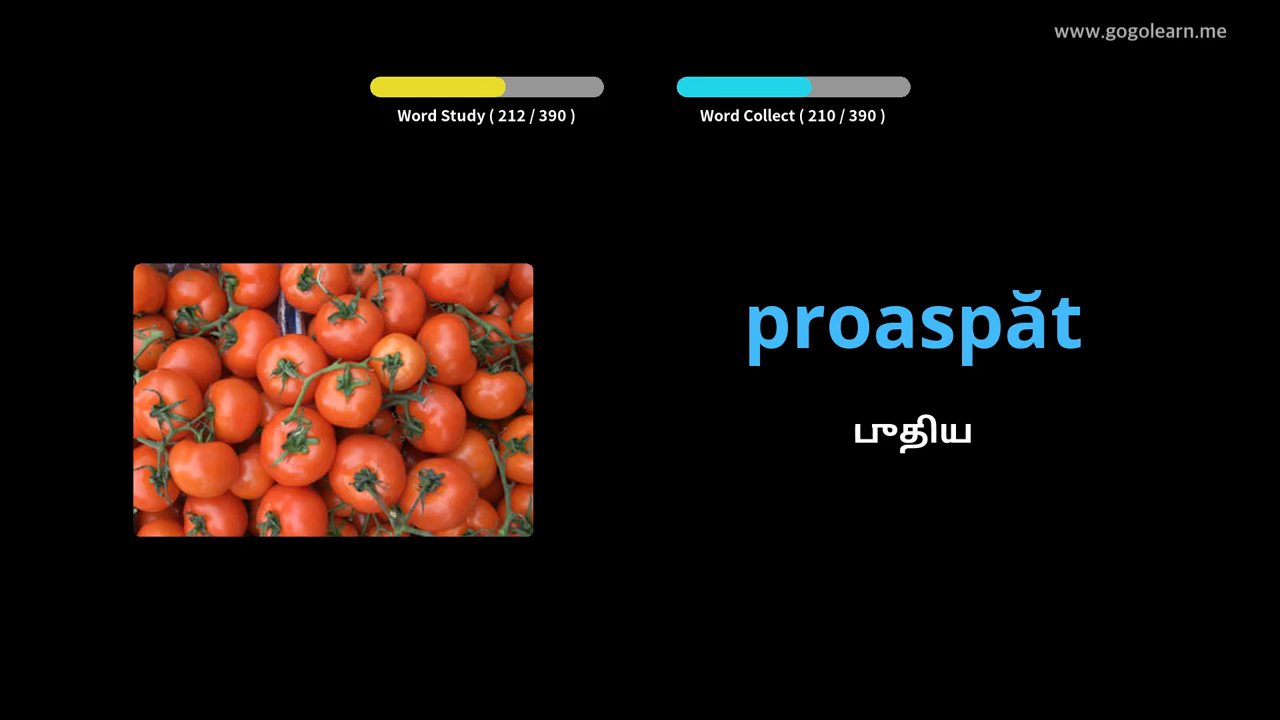 www.gogolearn.me
Word Study ( 212 / 390 )
Word Collect ( 210 / 390 )
proaspăt
புதிய